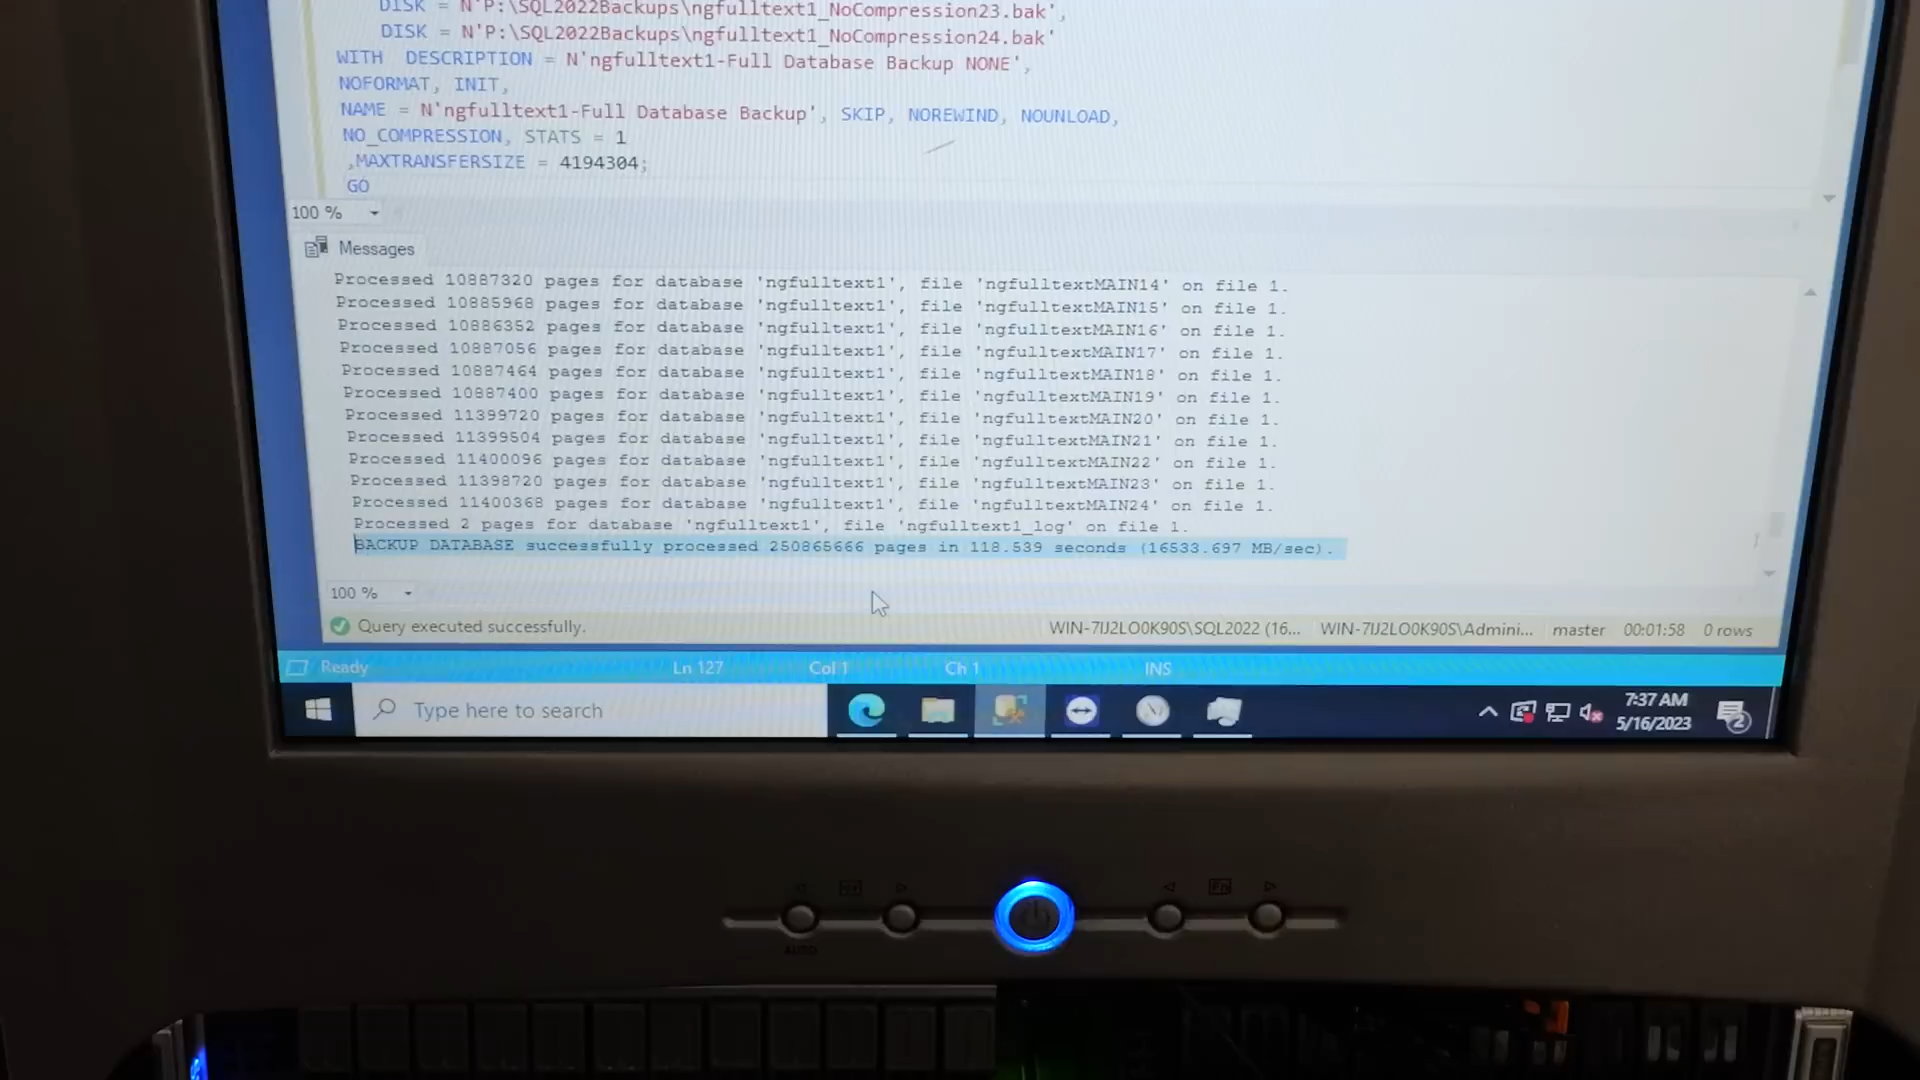 DISK = N'P:\SQL2022Backups\ngfulltext1_NoCompression23.bak',
DISK = N'P:\SQL2022Backups\ngfulltext1_NoCompression24.bak'
WITH DESCRIPTION = N'ngfulltext1-Full Database Backup NONE',
NOFORMAT, INIT,
NAME = N'ngfulltext1-Full Database Backup', SKIP, NOREWIND, NOUNLOAD,
NO_COMPRESSION, STATS = 1
,MAXTRANSFERSIZE = 4194304;
GO
100 %
Messages
Processed 10887320 pages for database 'ngfulltext1', file 'ngfulltextMAIN14' on file 1.
Processed 10885968 pages for database 'ngfulltext1', file 'ngfulltextMAIN15' on file 1.
Processed 10886352 pages for database 'ngfulltext1', file 'ngfulltextMAIN16' on file 1.
Processed 10887056 pages for database 'ngfulltext1', file 'ngfulltextMAIN17' on file 1.
Processed 10887464 pages for database 'ngfulltext1', file 'ngfulltextMAIN18' on file 1.
Processed 10887400 pages for database 'ngfulltext1', file 'ngfulltextMAIN19' on file 1.
Processed 11399720 pages for database 'ngfulltext1', file 'ngfulltextMAIN20' on file 1.
Processed 11399504 pages for database 'ngfulltext1', file 'ngfulltextMAIN21' on file 1.
Processed 11400096 pages for database 'ngfulltext1', file 'ngfulltextMAIN22' on file 1.
Processed 11398720 pages for database 'ngfulltext1', file 'ngfulltextMAIN23' on file 1.
Processed 11400368 pages for database 'ngfulltext1', file 'ngfulltextMAIN24' on file 1.
Processed 2 pages for database 'ngfulltext1', file 'ngfulltext1_log' on file 1.
BACKUP DATABASE successfully processed 250865666 pages in 118.539 seconds (16533.697 MB/sec).
100 %
Query executed successfully. WIN-7IJ2LO0K90S\SQL2022 (16... WIN-7IJ2LO0K90S\Admini... master 00:01:58 0 rows
Ready Ln 127 Col 1 Ch 1 INS
Type here to search
7:37 AM
5/16/2023
2
Fn
AUTO